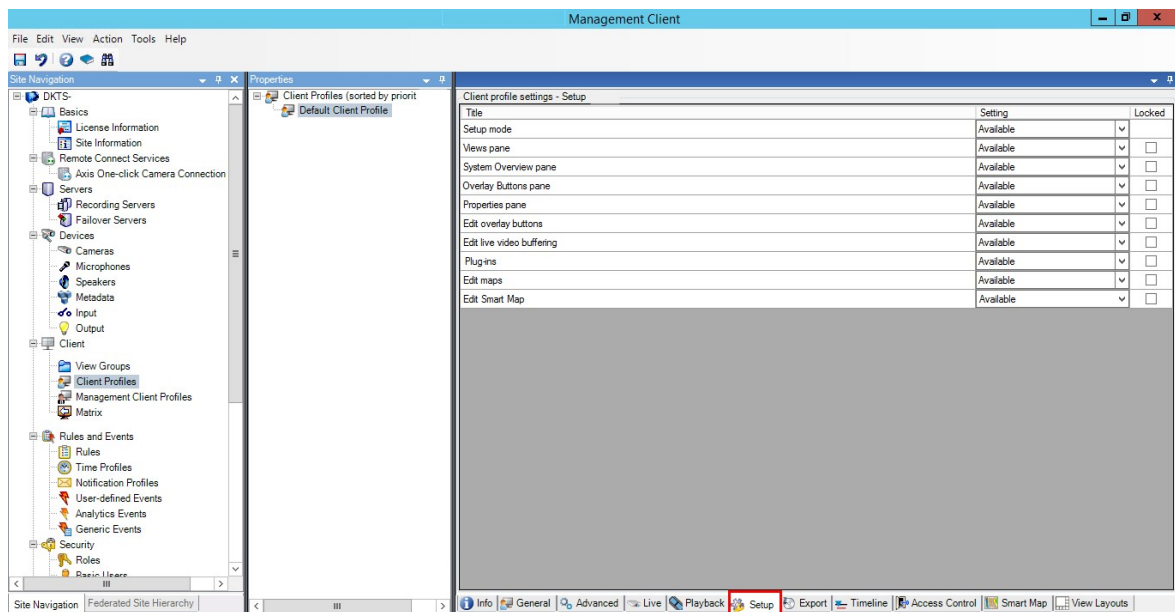 Management Client
File Edit View Action Tools Help
Site Navigation
DKTS-
Basics
License Information
Site Information
Remote Connect Services
Axis One-click Camera Connection
Servers
Recording Servers
Failover Servers
Devices
Cameras
Microphones
Speakers
Metadata
Input
Output
Client
View Groups
Client Profiles
Management Client Profiles
Matrix
Rules and Events
Rules
Time Profiles
Notification Profiles
User-defined Events
Analytics Events
Generic Events
Security
Roles
Basic Users
Site Navigation Federated Site Hierarchy
Properties
Client Profiles (sorted by priorit
Default Client Profile
Client profile settings - Setup
Title Setting Locked
Setup mode Available
Views pane Available
System Overview pane Available
Overlay Buttons pane Available
Properties pane Available
Edit overlay buttons Available
Edit live video buffering Available
Plug-ins Available
Edit maps Available
Edit Smart Map Available
Info General Advanced Live Playback Setup Export Timeline Access Control Smart Map View Layouts